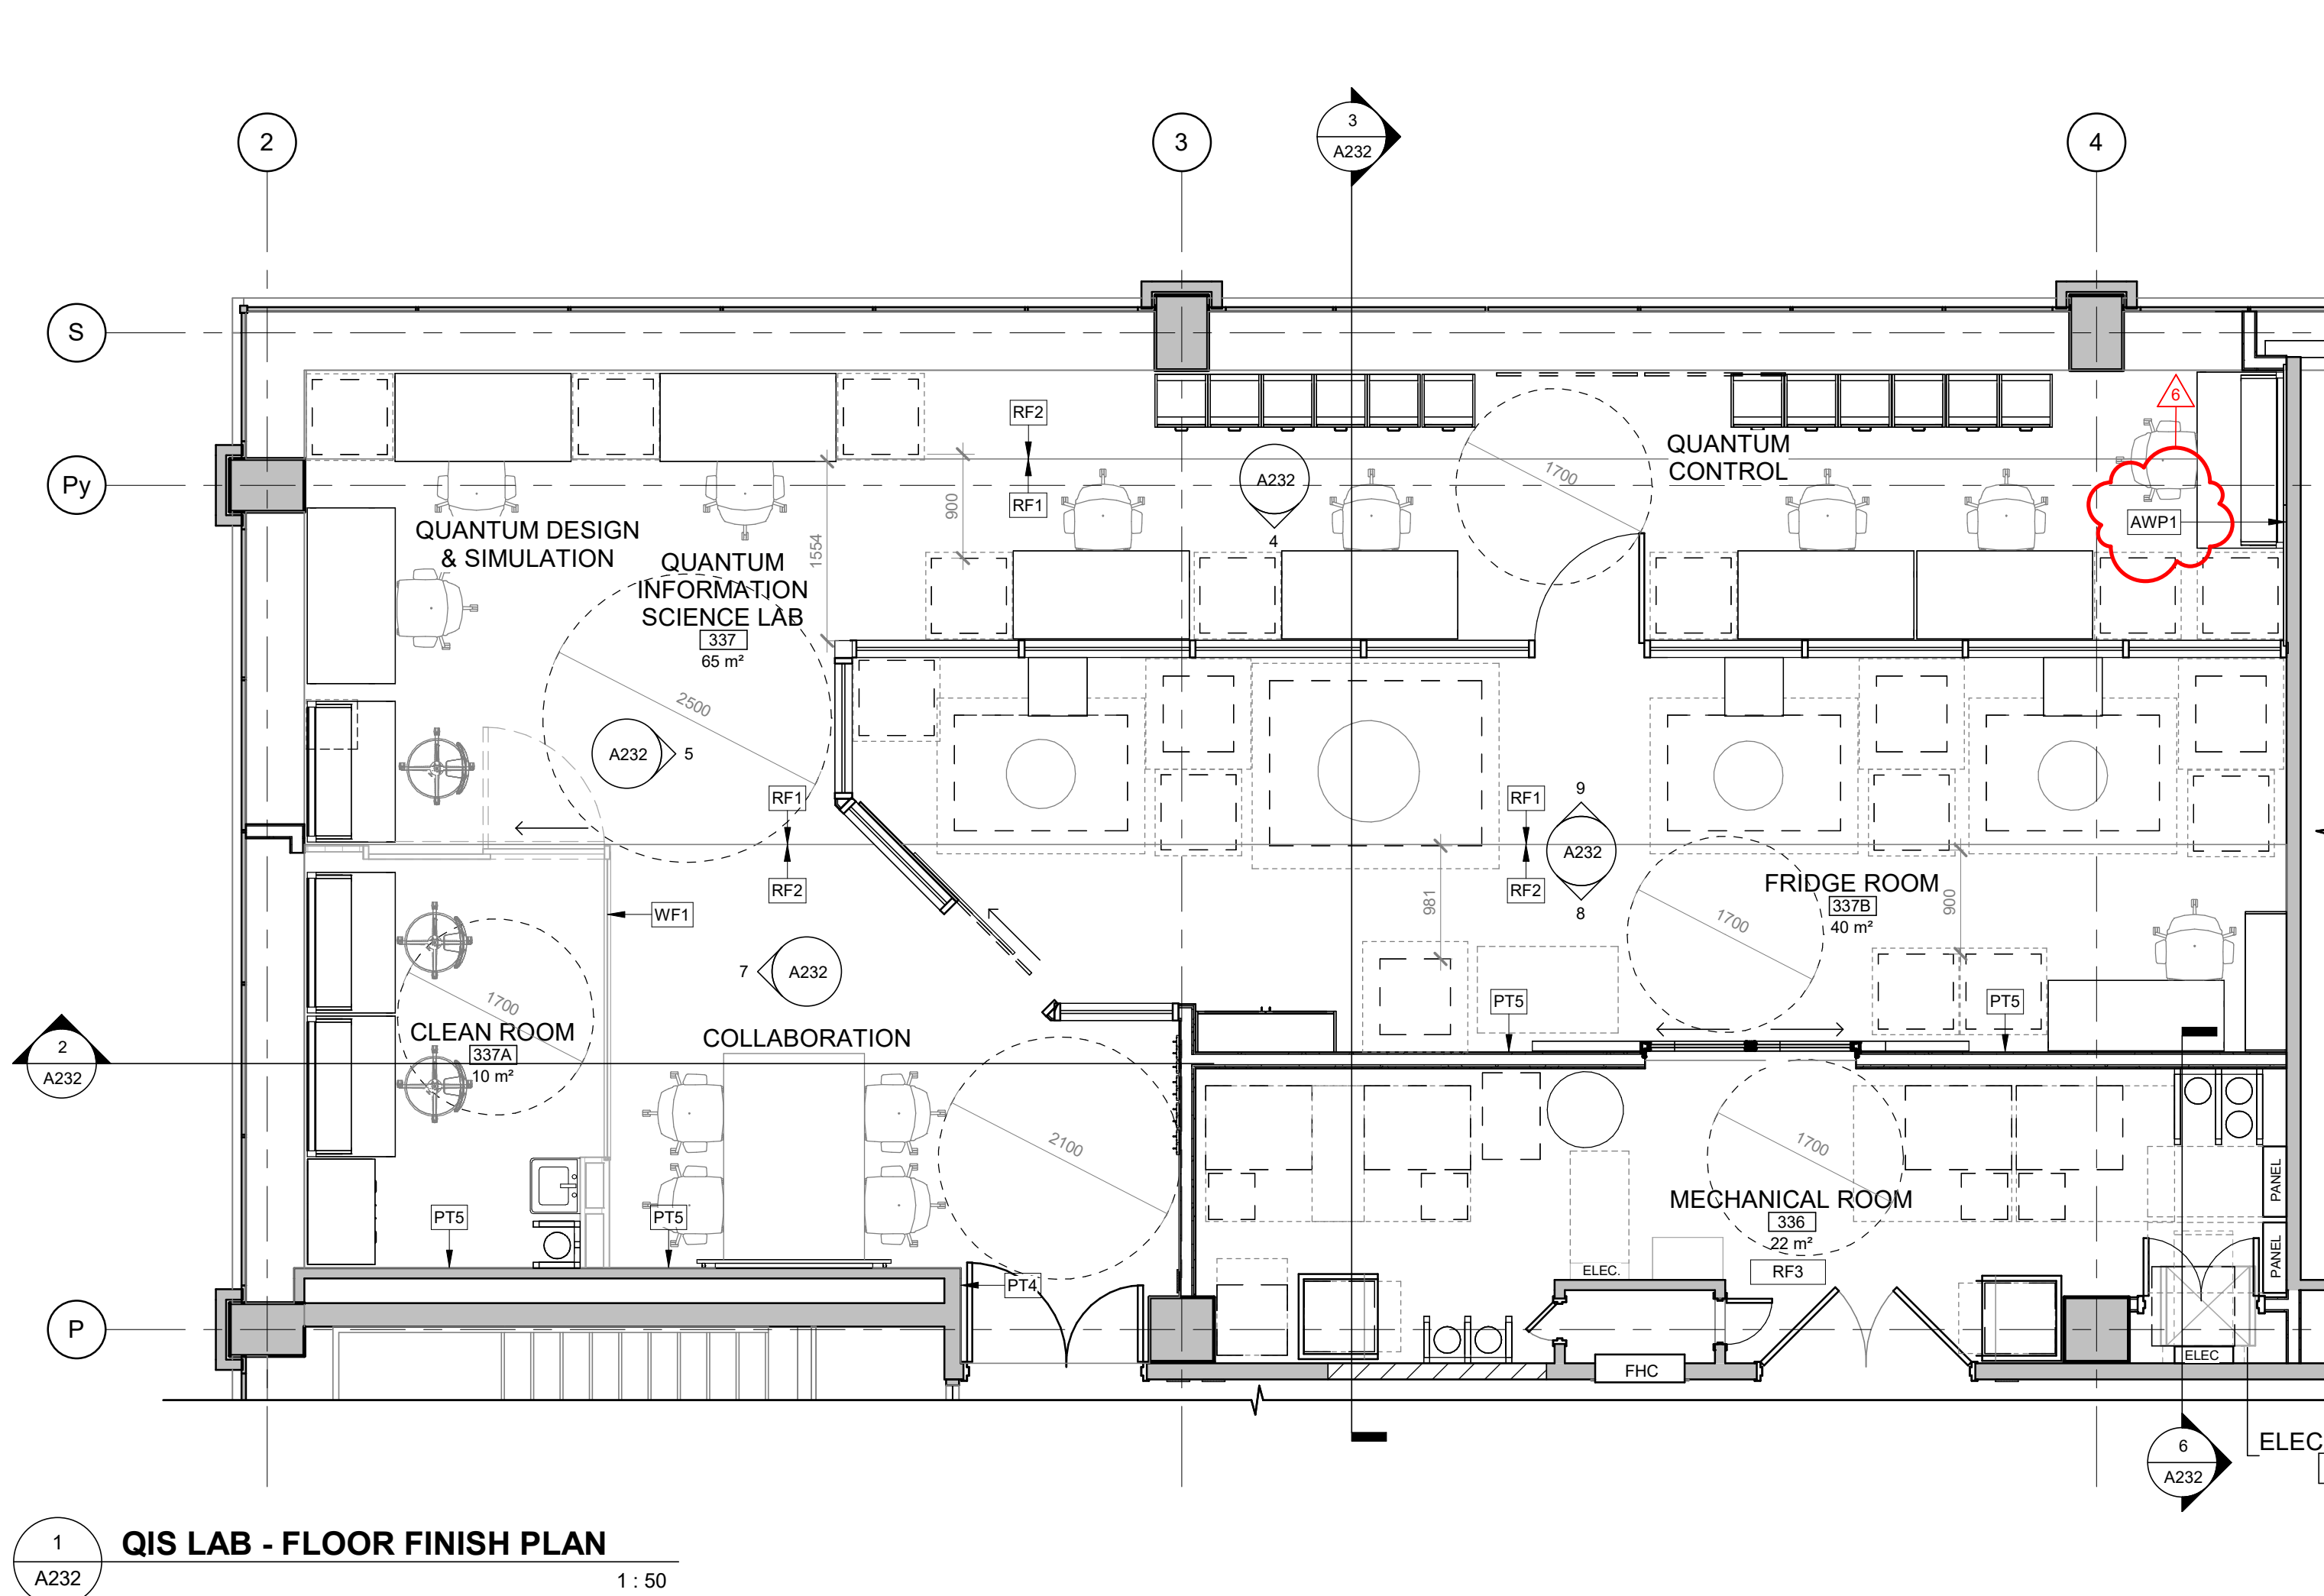 2
3
4
3
A232
S
Py
P
6
RF2
RF1
900
1554
A232
4
1700
QUANTUM
CONTROL
AWP1
QUANTUM DESIGN
& SIMULATION
QUANTUM
INFORMATION
SCIENCE LAB
337
65 m²
2500
A232
5
RF1
RF2
RF1
RF2
9
A232
8
981
FRIDGE ROOM
337B
40 m²
1700
900
WF1
7
A232
PT5
PT5
1700
CLEAN ROOM
337A
10 m²
COLLABORATION
2
A232
2100
1700
MECHANICAL ROOM
336
22 m²
RF3
PANEL
PANEL
PT5
PT5
PT4
ELEC.
ELEC
FHC
6
A232
ELEC
1
A232
QIS LAB - FLOOR FINISH PLAN
1 : 50